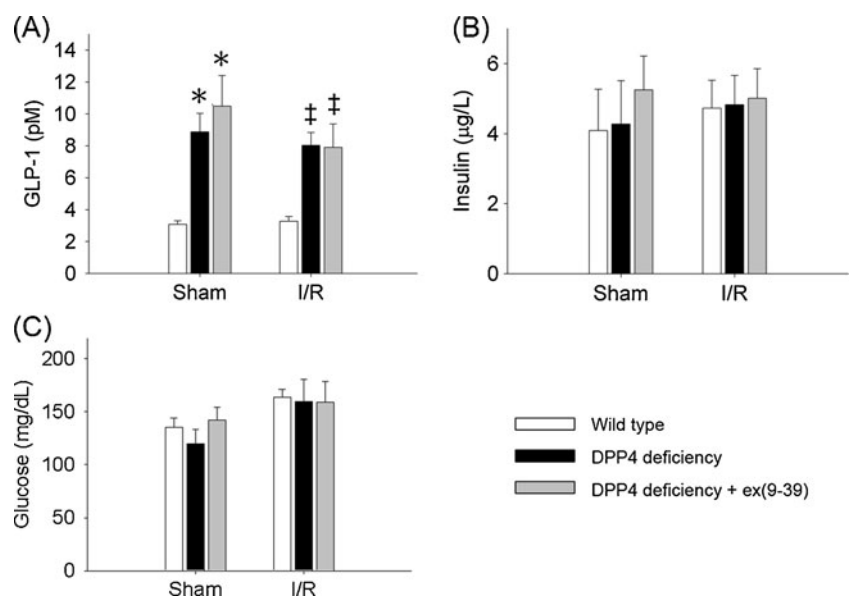 (A)
14
12
10
8
6
4
2
0
GLP-1 (pM)
*
*
‡
‡
Sham
I/R
(B)
6
4
2
0
Insulin (μg/L)
Sham
I/R
(C)
200
150
100
50
0
Glucose (mg/dL)
Sham
I/R
Wild type
DPP4 deficiency
DPP4 deficiency + ex(9-39)